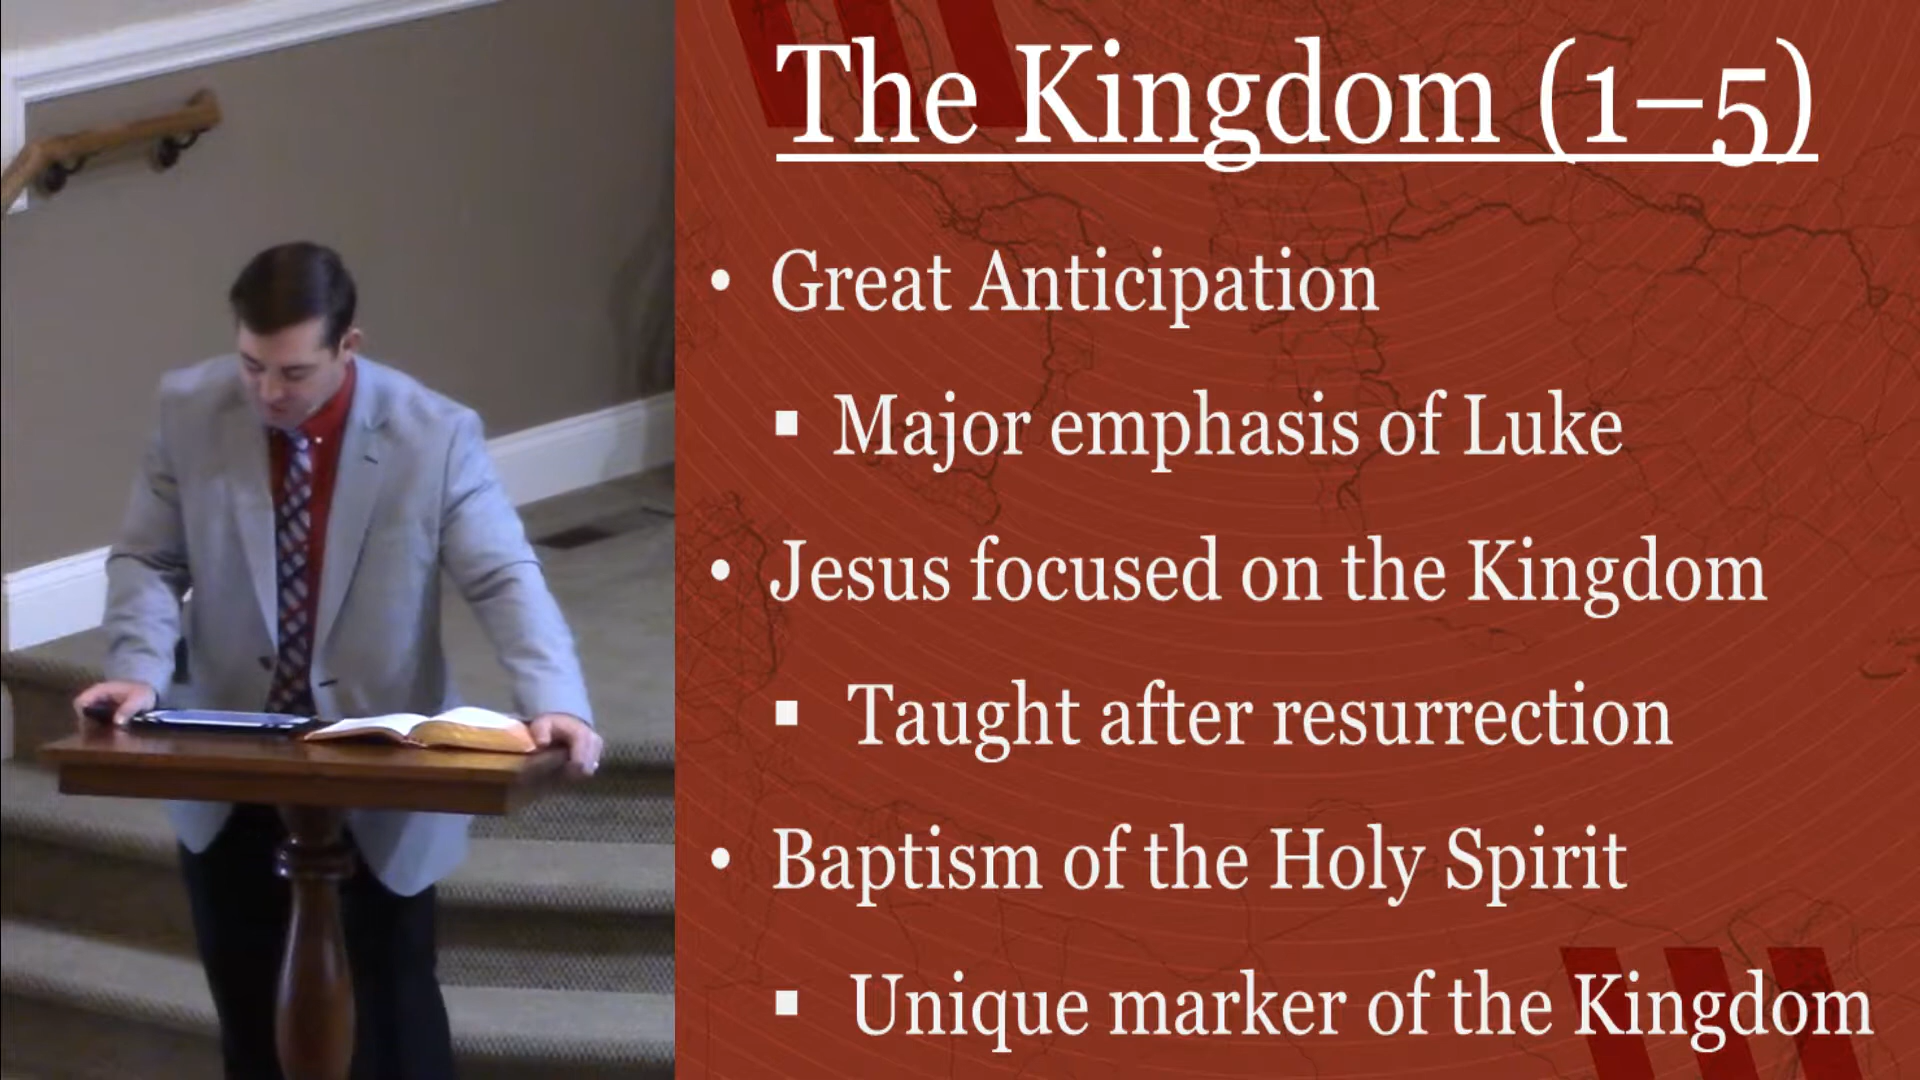 The Kingdom (1–5)
• Great Anticipation
▪ Major emphasis of Luke
• Jesus focused on the Kingdom
▪ Taught after resurrection
• Baptism of the Holy Spirit
▪ Unique marker of the Kingdom